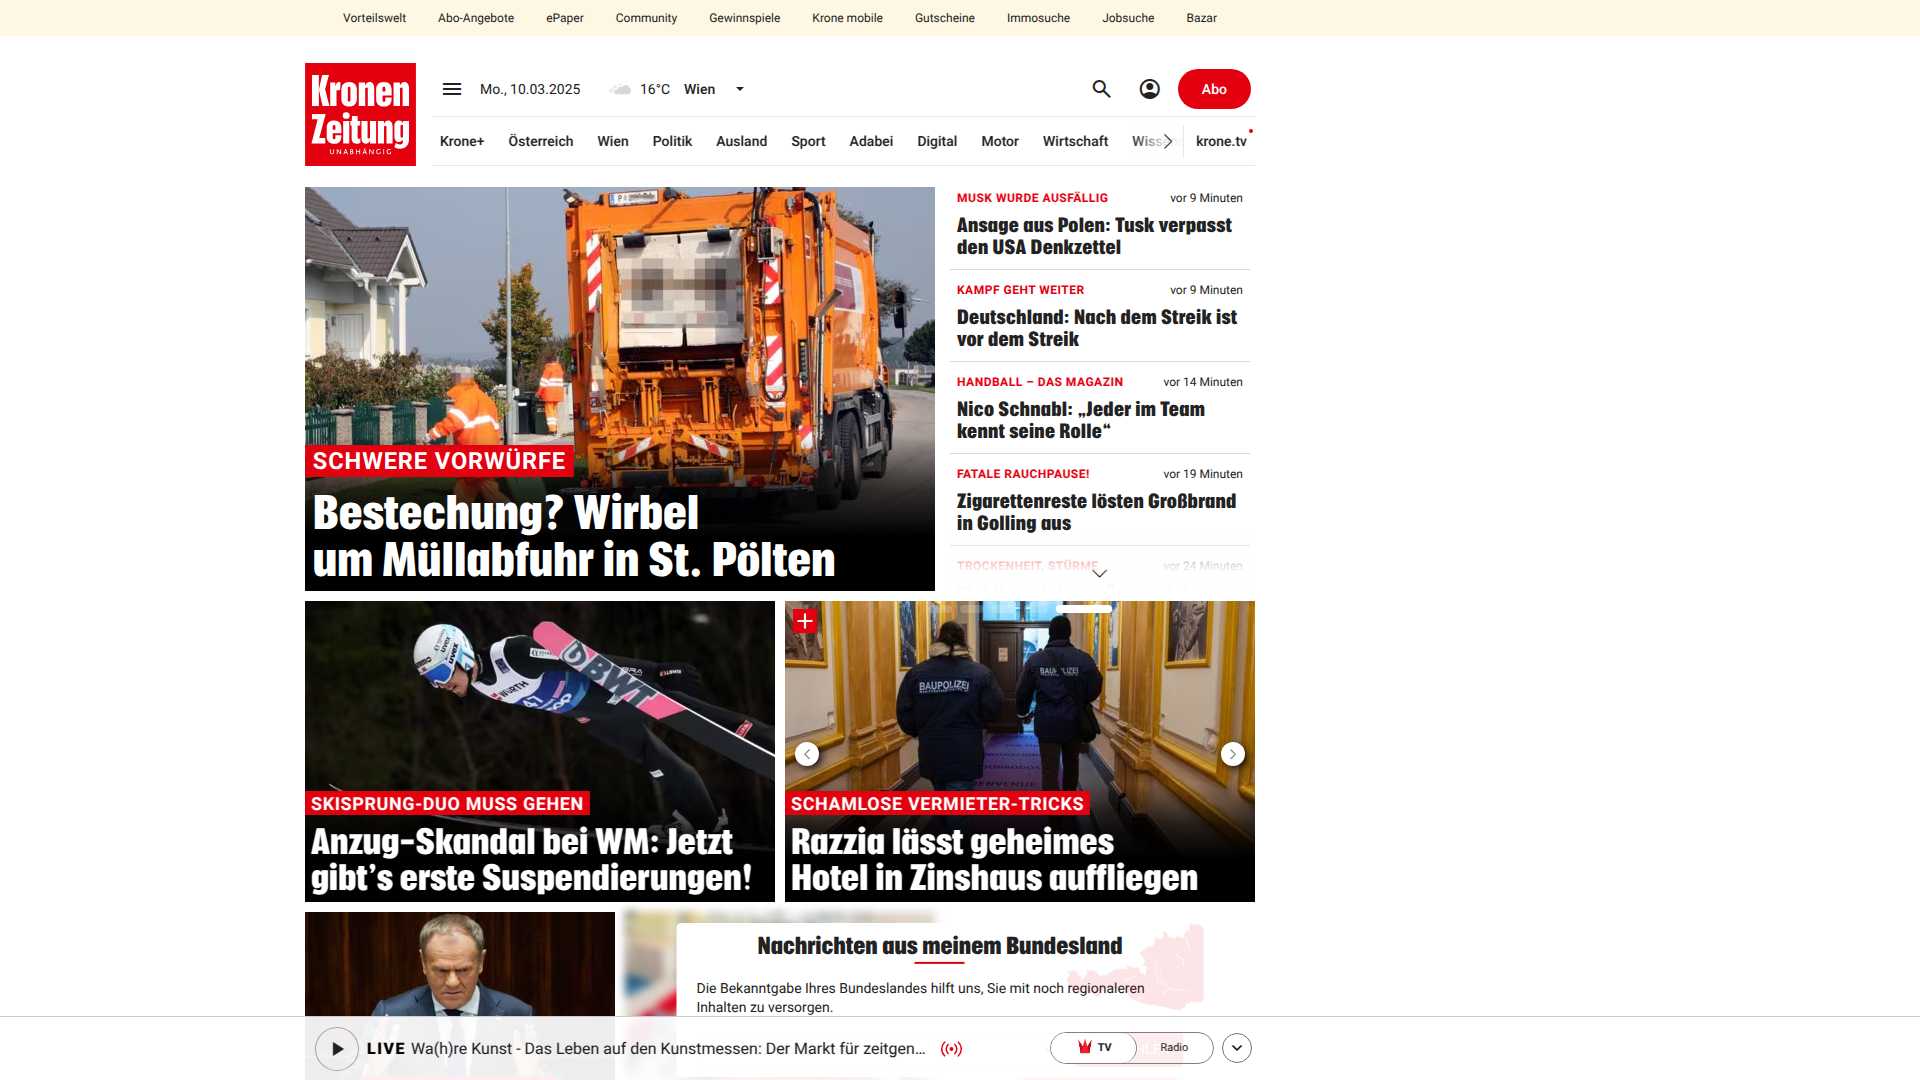 Vorteilswelt Abo-Angebote ePaper Community Gewinnspiele Krone mobile Gutscheine Immosuche Jobsuche Bazar
Kronen
Zeitung
UNABHÄNGIG
Mo., 10.03.2025 16°C Wien
Abo
Krone+ Österreich Wien Politik Ausland Sport Adabei Digital Motor Wirtschaft krone.tv
SCHWERE VORWÜRFE
Bestechung? Wirbel
um Müllabfuhr in St. Pölten
MUSK WURDE AUSFÄLLIG vor 9 Minuten
Ansage aus Polen: Tusk verpasst
den USA Denkzettel
KAMPF GEHT WEITER vor 9 Minuten
Deutschland: Nach dem Streik ist
vor dem Streik
HANDBALL – DAS MAGAZIN vor 14 Minuten
Nico Schnabl: „Jeder im Team
kennt seine Rolle“
FATALE RAUCHPAUSE! vor 19 Minuten
Zigarettenreste lösten Großbrand
in Golling aus
TROCKENHEIT, STÜRME vor 24 Minuten
uvex
WÜRTH
47
BWT
SKISPRUNG-DUO MUSS GEHEN
Anzug-Skandal bei WM: Jetzt
gibt’s erste Suspendierungen!
BAUPOLIZEI
BAUPOLIZEI
SCHAMLOSE VERMIETER-TRICKS
Razzia lässt geheimes
Hotel in Zinshaus auffliegen
Nachrichten aus meinem Bundesland
Die Bekanntgabe Ihres Bundeslandes hilft uns, Sie mit noch regionaleren
Inhalten zu versorgen.
LIVE Wa(h)re Kunst - Das Leben auf den Kunstmessen: Der Markt für zeitgen...
TV Radio